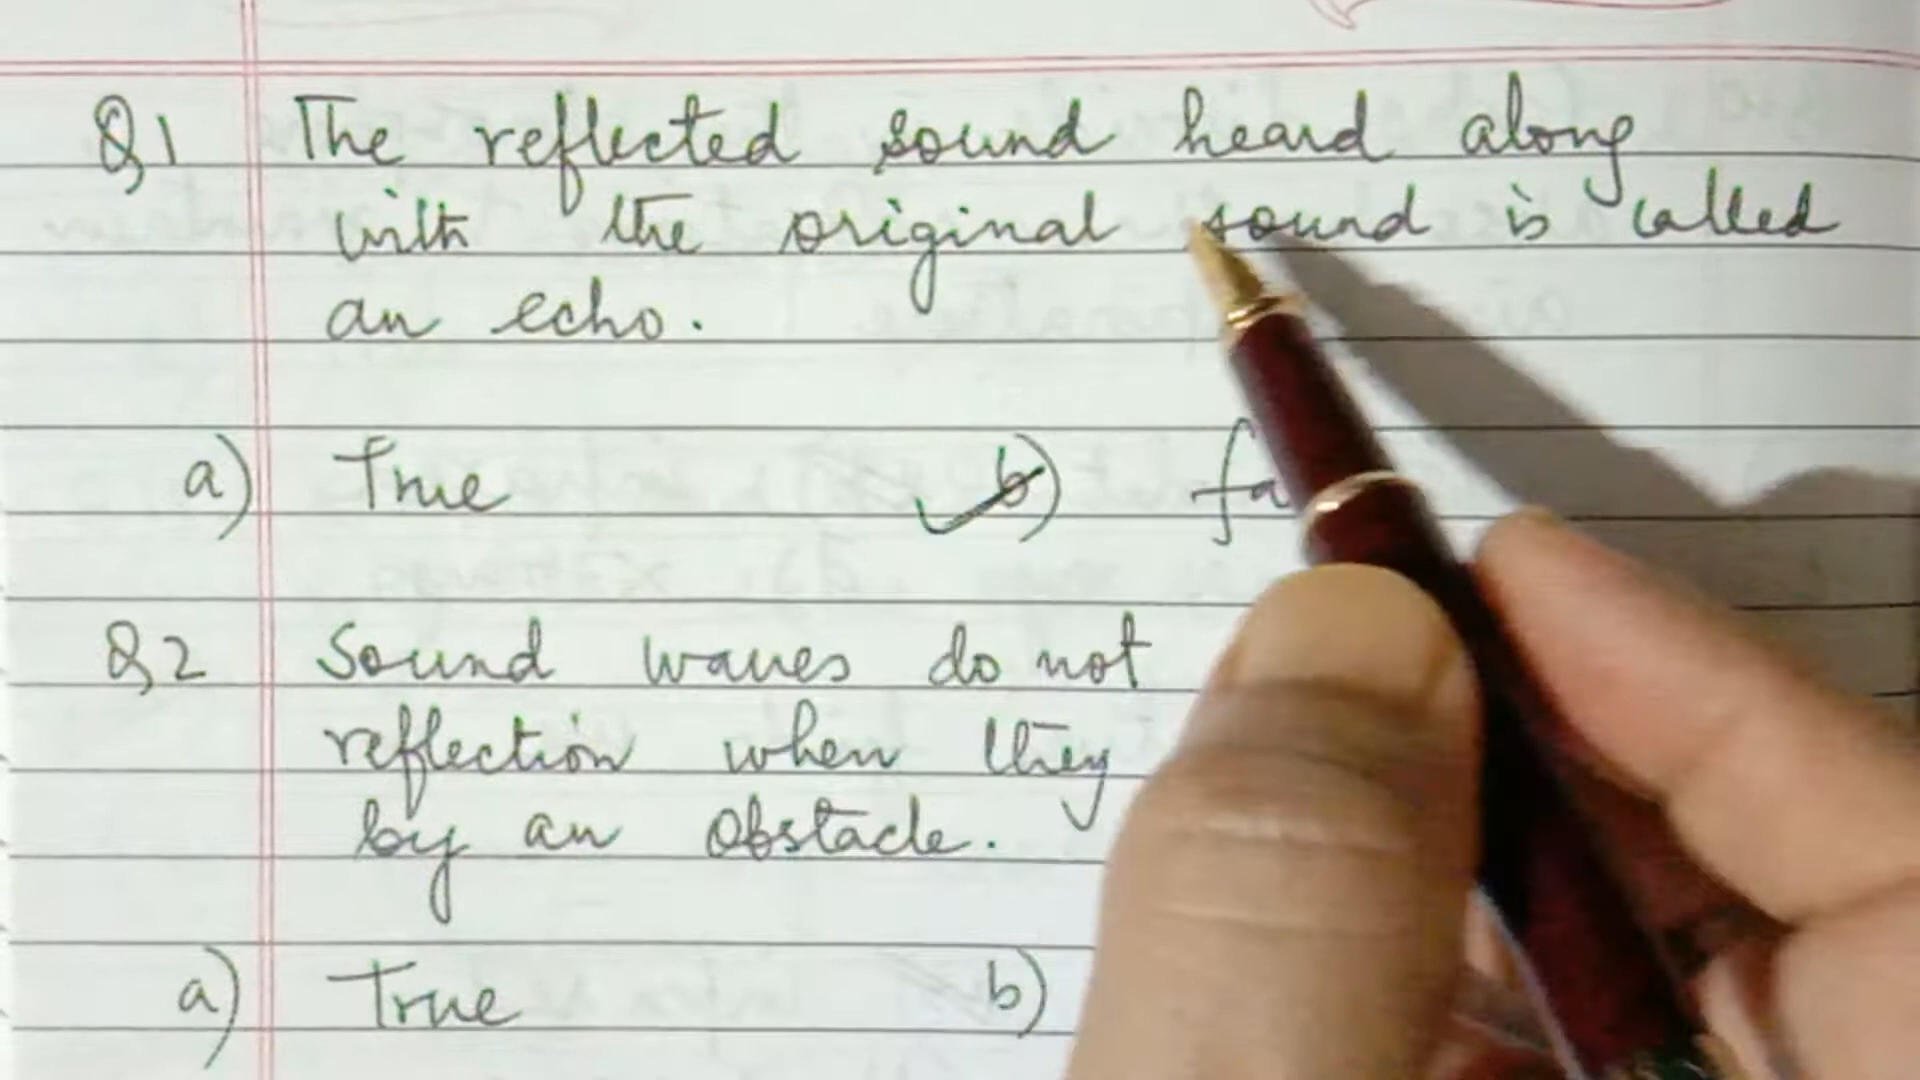 Q1 The reflected sound heard along
with the original sound is called
an echo.
a) True b) fa
Q2 Sound waves do not
reflection when they
by an obstacle.
a) True b)